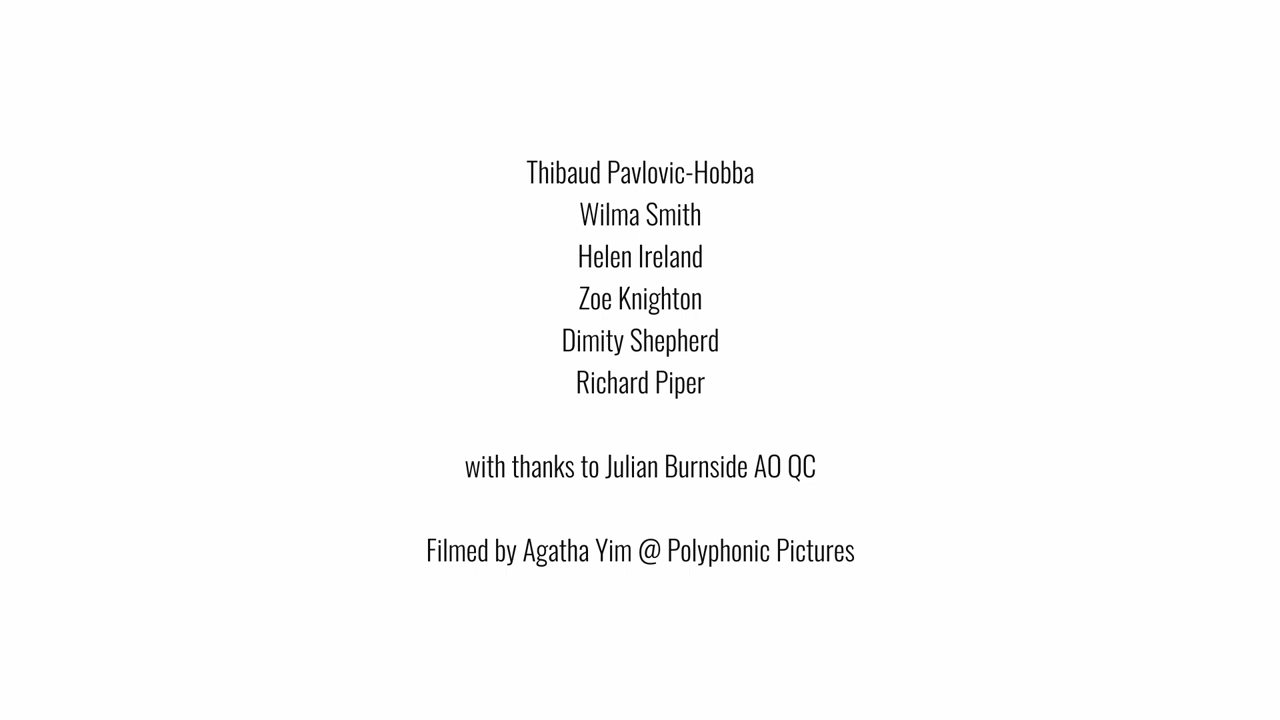 Thibaud Pavlovic-Hobba
Wilma Smith
Helen Ireland
Zoe Knighton
Dimity Shepherd
Richard Piper
with thanks to Julian Burnside AO QC
Filmed by Agatha Yim @ Polyphonic Pictures